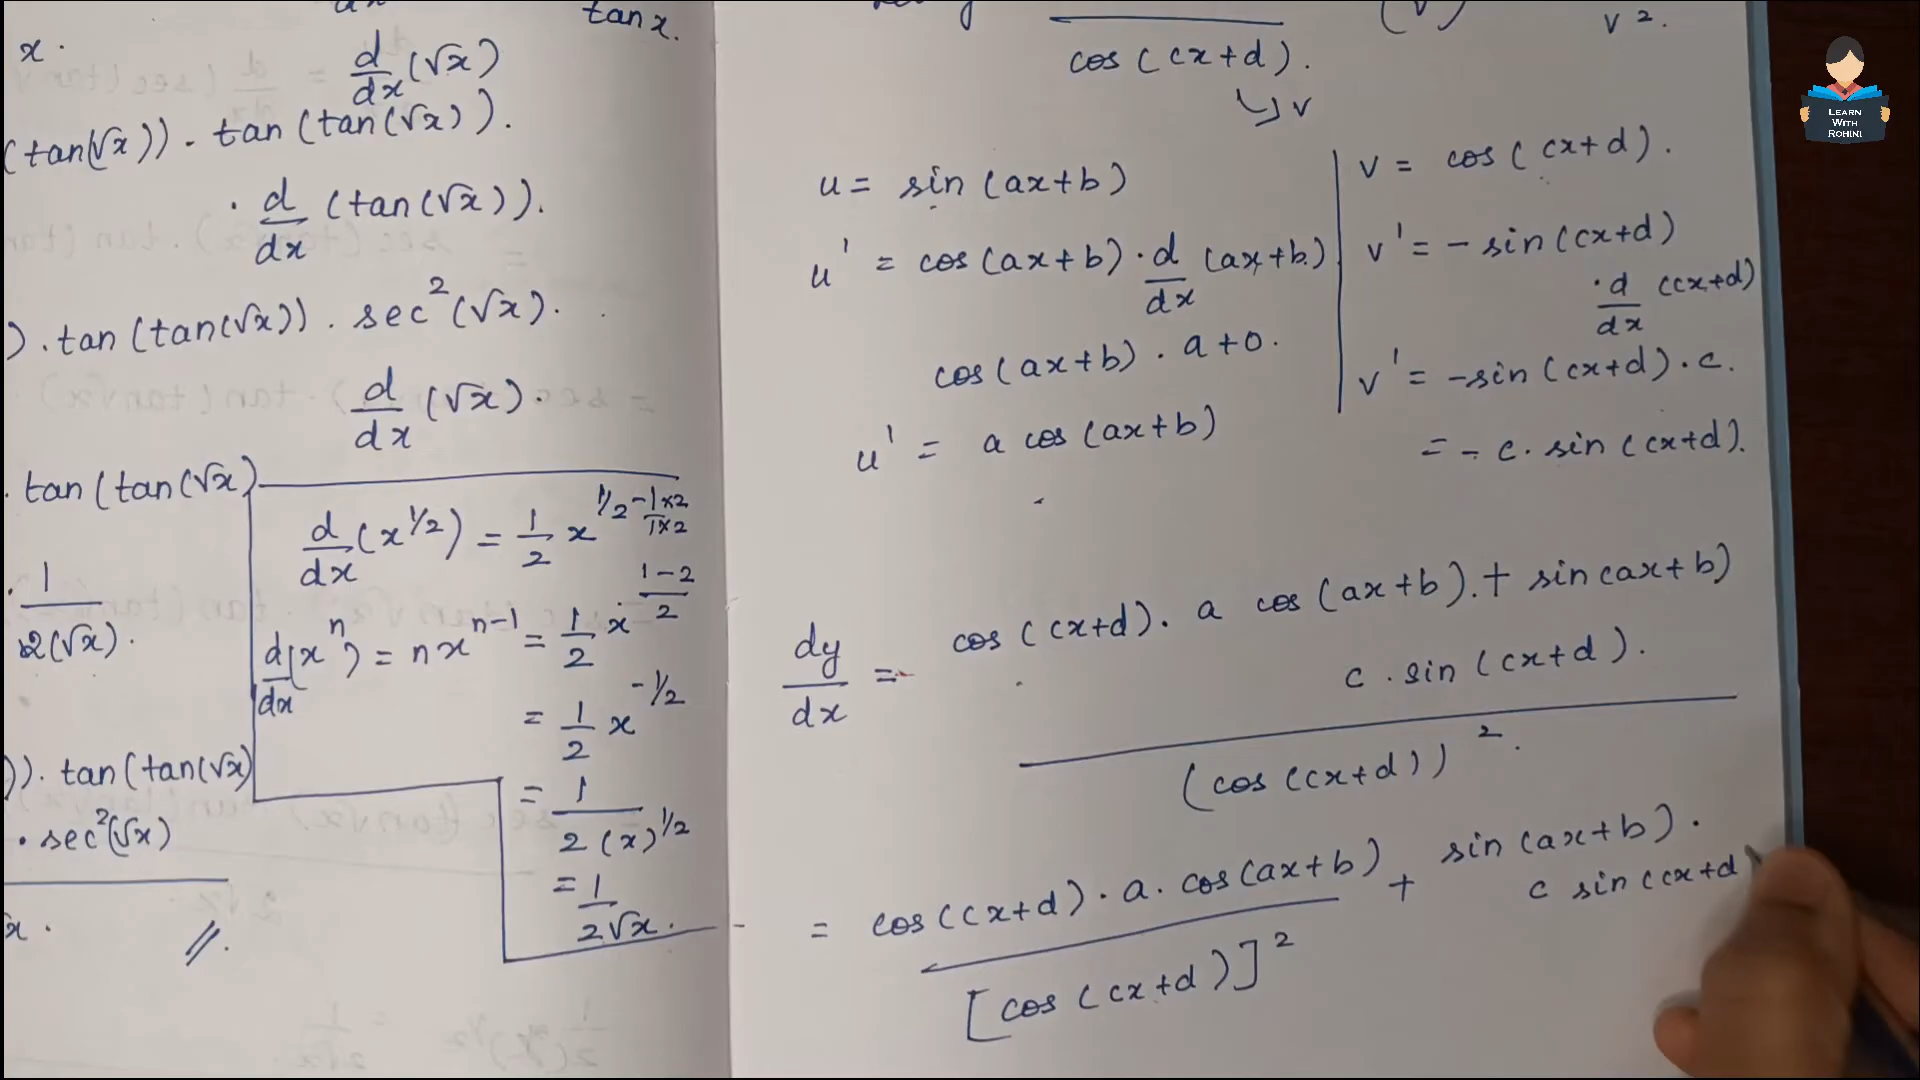 tan x.
x.
d/dx (√x)
(tan(√x)) . tan (tan(√x)).
. d/dx (tan(√x)).
). tan (tan(√x)) . sec² (√x).
d/dx (√x).
. tan (tan(√x)
. 1/2(√x).
)). tan (tan(√x)
. sec²(√x)
x.
//.
d/dx (x^1/2) = 1/2 x^1/2 - 1×2/1×2
d/dx (x^n) = n x^n-1 = 1/2 x^1-2/2
= 1/2 x^-1/2
= 1/2 (x)^1/2
= 1/2√x.
cos (cx+d).
↳ v
(v)
v².
u = sin (ax+b)
u' = cos (ax+b) . d/dx (ax+b)
cos (ax+b) . a + 0.
u' = a cos (ax+b)
v = cos (cx+d).
v' = - sin (cx+d)
. d/dx (cx+d)
v' = -sin (cx+d) . c.
= - c. sin (cx+d).
dy/dx = cos (cx+d). a cos (ax+b). + sin(ax+b)
c . sin (cx+d).
(cos (cx+d))².
= cos (cx+d) . a. cos (ax+b) + sin (ax+b) .
c sin (cx+d)
[cos (cx+d)]²
LEARN
WITH
ROHINI